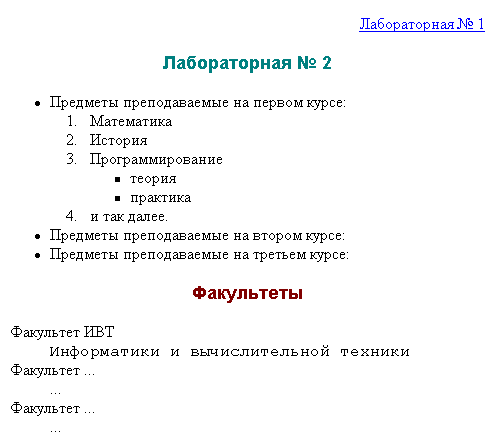 Лабораторная № 1
Лабораторная № 2
• Предметы преподаваемые на первом курсе:
1. Математика
2. История
3. Программирование
▪ теория
▪ практика
4. и так далее.
• Предметы преподаваемые на втором курсе:
• Предметы преподаваемые на третьем курсе:
Факультеты
Факультет ИВТ
Информатики и вычислительной техники
Факультет ...
...
Факультет ...
...